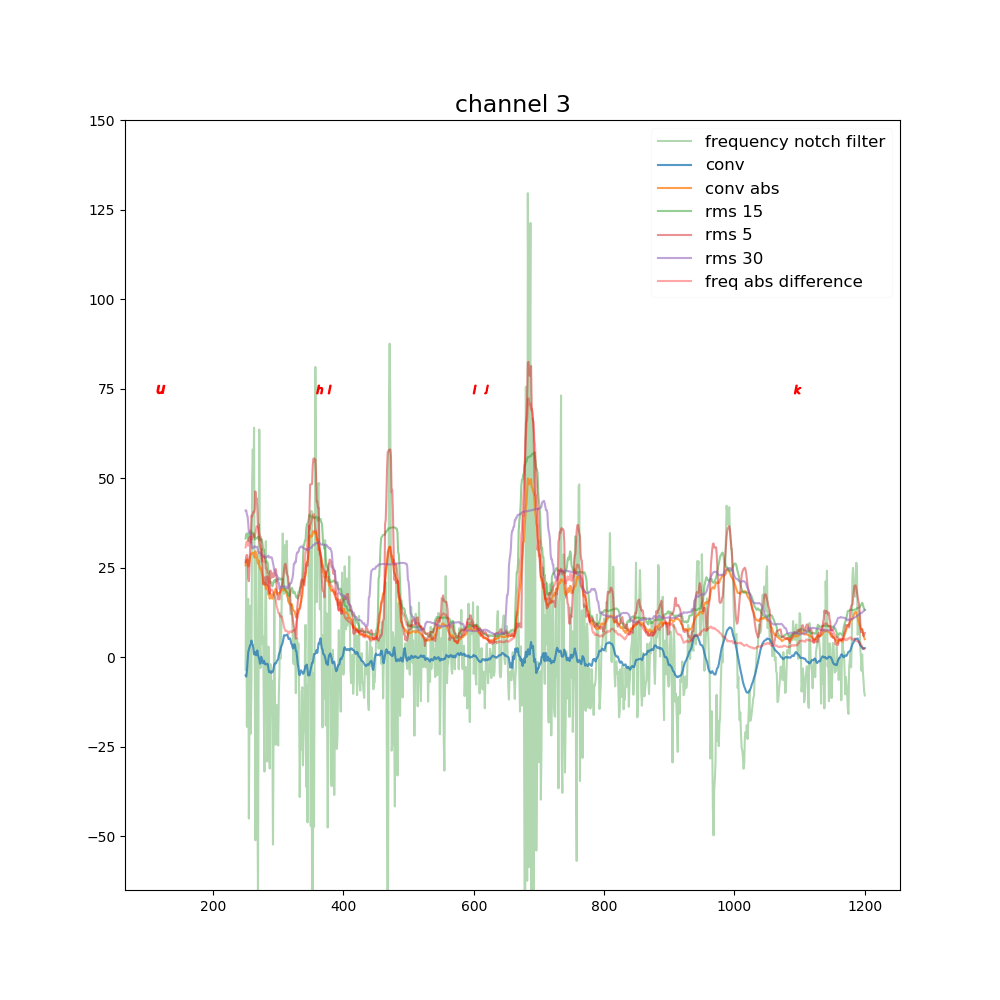 channel 3
150
125
100
75
50
25
0
−25
−50
frequency notch filter
conv
conv abs
rms 15
rms 5
rms 30
freq abs difference
u h l l J k
200 400 600 800 1000 1200